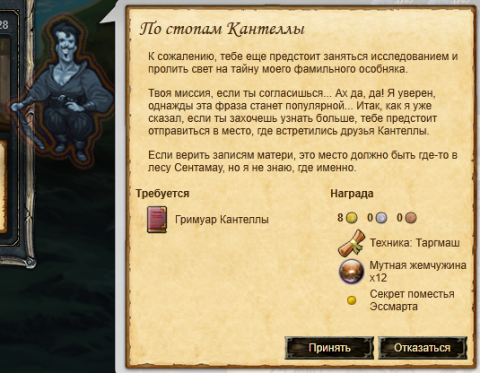 28
По стопам Кантеллы
К сожалению, тебе еще предстоит заняться исследованием и
пролить свет на тайну моего фамильного особняка.
Твоя миссия, если ты согласишься... Ах да, да! Я уверен,
однажды эта фраза станет популярной... Итак, как я уже
сказал, если ты захочешь узнать больше, тебе предстоит
отправиться в место, где встретились друзья Кантеллы.
Если верить записям матери, это место должно быть где-то в
лесу Сентамау, но я не знаю, где именно.
Требуется
Гримуар Кантеллы
Награда
8 0 0
Техника: Таргмаш
Мутная жемчужина
x12
Секрет поместья
Эссмарта
Принять
Отказаться